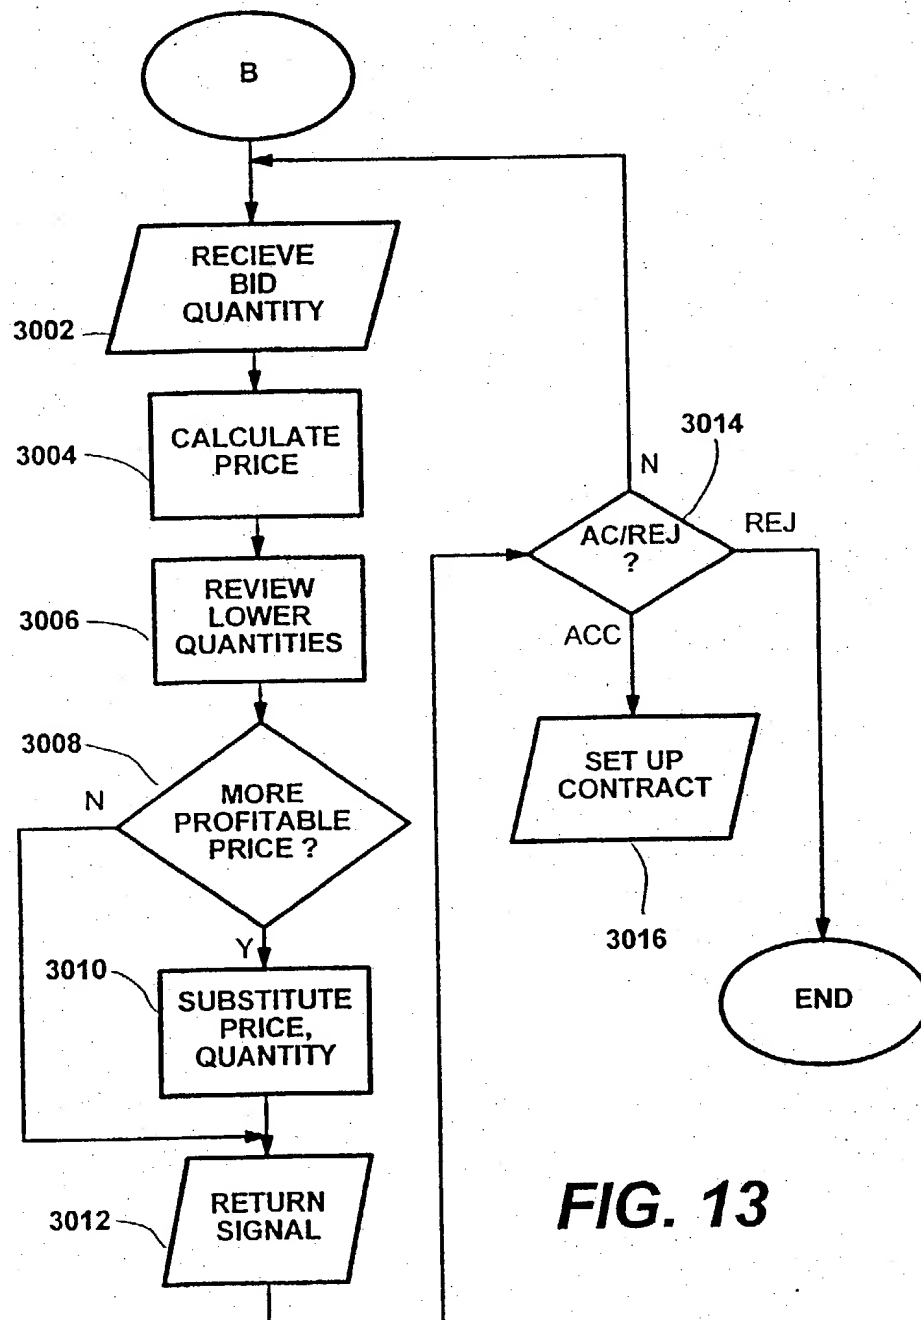 B
RECIEVE
BID
QUANTITY
3002
CALCULATE
PRICE
3004
REVIEW
LOWER
QUANTITIES
3006
3008
MORE
PROFITABLE
PRICE ?
N
Y
3010
SUBSTITUTE
PRICE,
QUANTITY
3012
RETURN
SIGNAL
3014
N
AC/REJ
?
REJ
ACC
SET UP
CONTRACT
3016
END
FIG. 13